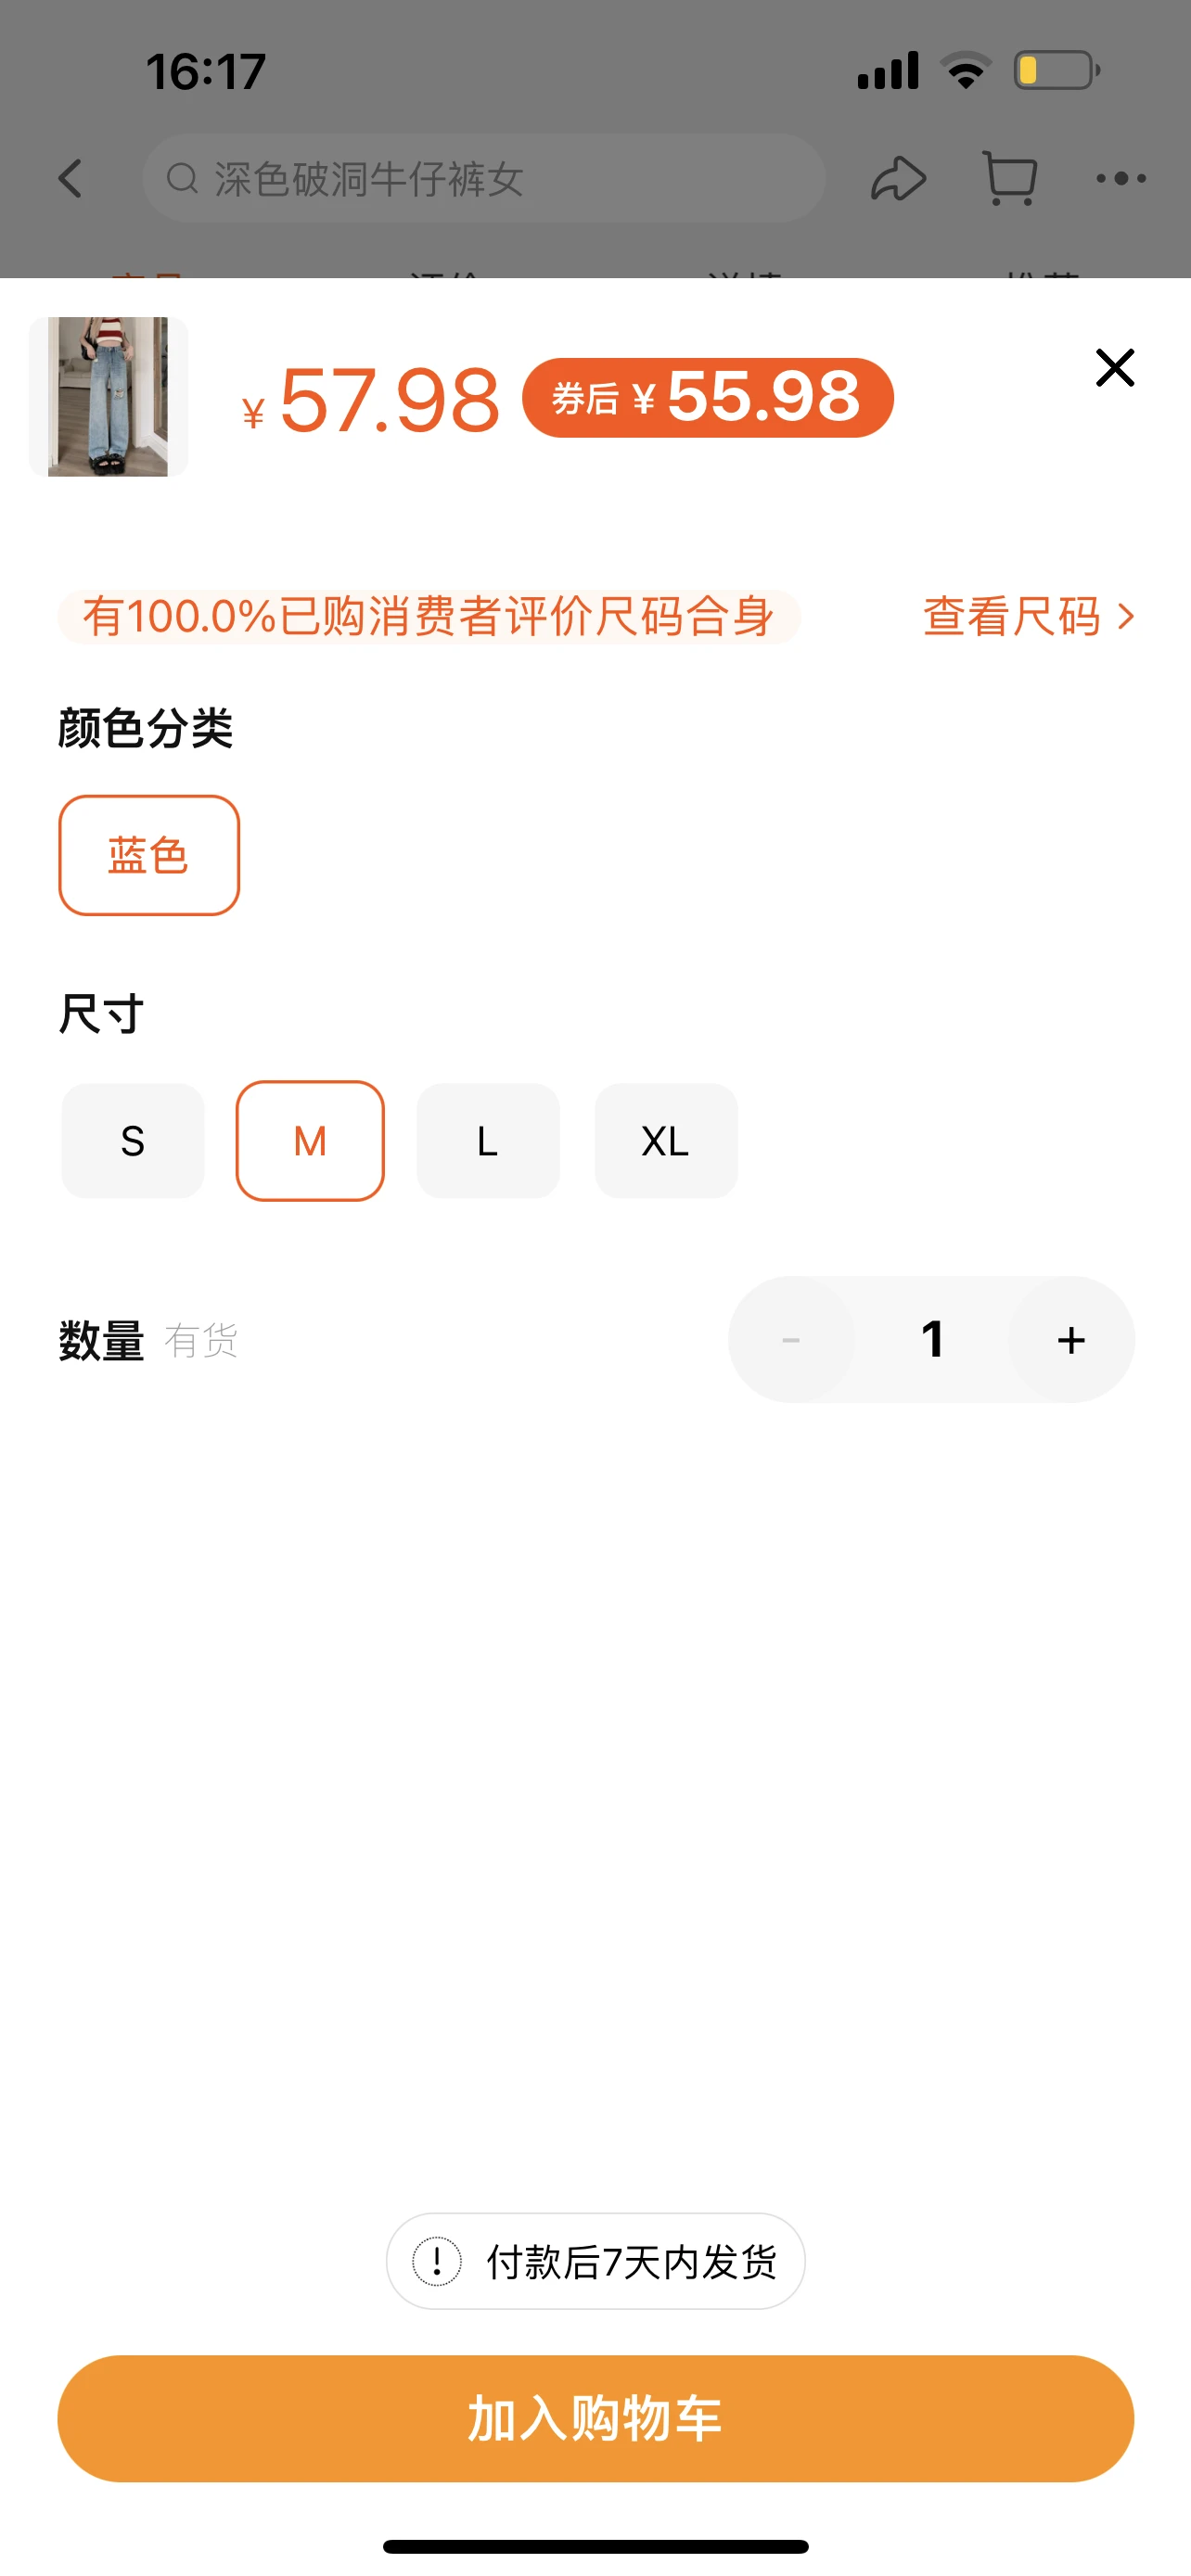 16:17
深色破洞牛仔裤女
¥57.98 券后¥55.98
有100.0%已购消费者评价尺码合身 查看尺码
颜色分类
蓝色
尺寸
S M L XL
数量 有货 - 1 +
付款后7天内发货
加入购物车